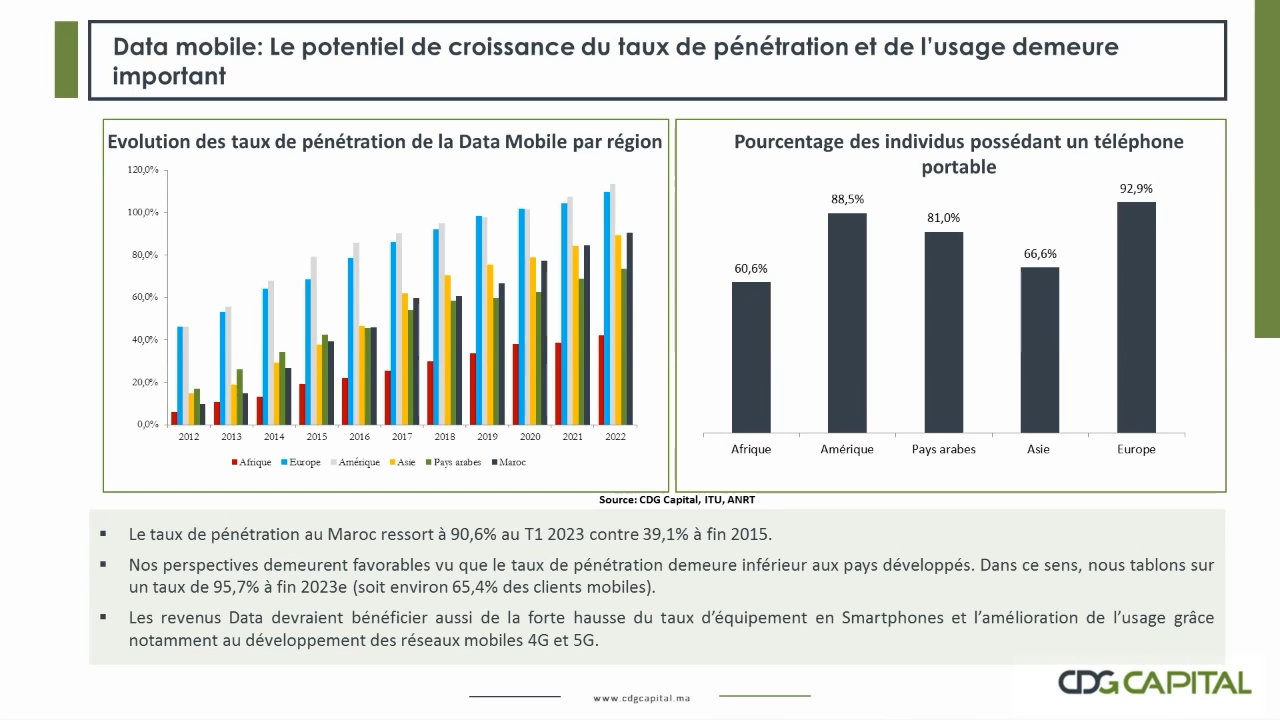 Data mobile: Le potentiel de croissance du taux de pénétration et de l’usage demeure
important
Evolution des taux de pénétration de la Data Mobile par région
120,0%
100,0%
80,0%
60,0%
40,0%
20,0%
0,0%
2012 2013 2014 2015 2016 2017 2018 2019 2020 2021 2022
Afrique Europe Amérique Asie Pays arabes Maroc
Pourcentage des individus possédant un téléphone
portable
60,6% 88,5% 81,0% 66,6% 92,9%
Afrique Amérique Pays arabes Asie Europe
Source: CDG Capital, ITU, ANRT
▪ Le taux de pénétration au Maroc ressort à 90,6% au T1 2023 contre 39,1% à fin 2015.
▪ Nos perspectives demeurent favorables vu que le taux de pénétration demeure inférieur aux pays développés. Dans ce sens, nous tablons sur
un taux de 95,7% à fin 2023e (soit environ 65,4% des clients mobiles).
▪ Les revenus Data devraient bénéficier aussi de la forte hausse du taux d’équipement en Smartphones et l’amélioration de l’usage grâce
notamment au développement des réseaux mobiles 4G et 5G.
www.cdgcapital.ma
CDG CAPITAL